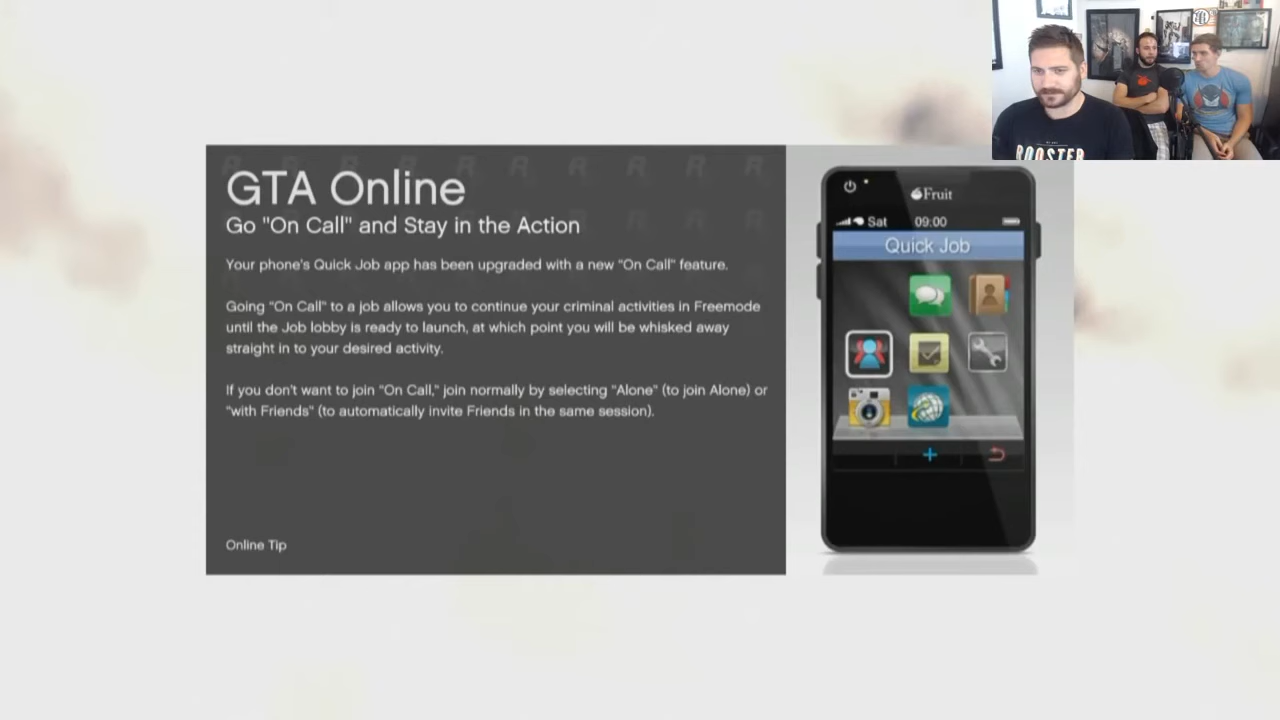 GTA Online
Go "On Call" and Stay in the Action
Your phone's Quick Job app has been upgraded with a new "On Call" feature.
Going "On Call" to a job allows you to continue your criminal activities in Freemode
until the Job lobby is ready to launch, at which point you will be whisked away
straight in to your desired activity.
If you don't want to join "On Call," join normally by selecting "Alone" (to join Alone) or
"with Friends" (to automatically invite Friends in the same session).
Online Tip
Fruit
Sat 09:00
Quick Job
ROOSTER